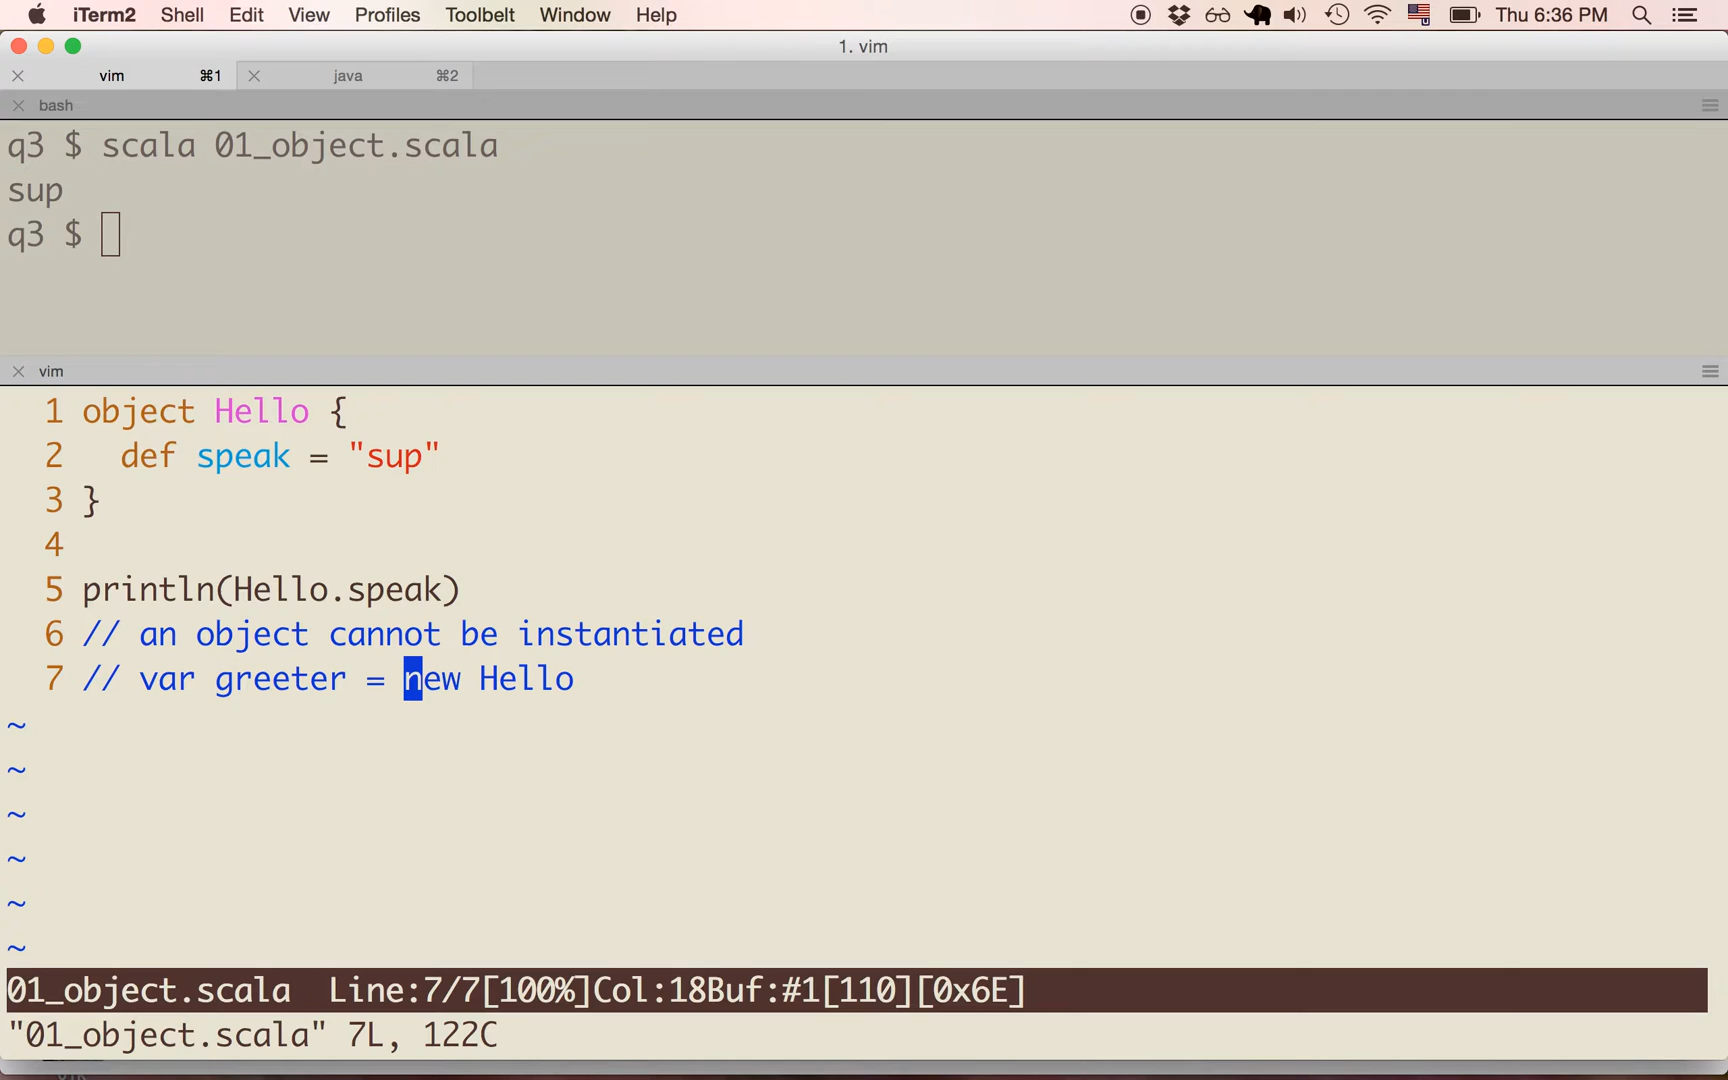 iTerm2 Shell Edit View Profiles Toolbelt Window Help Thu 6:36 PM
1. vim
vim ⌘1 java ⌘2
bash
q3 $ scala 01_object.scala
sup
q3 $
vim
1 object Hello {
2   def speak = "sup"
3 }
4
5 println(Hello.speak)
6 // an object cannot be instantiated
7 // var greeter = new Hello
~
~
~
~
~
~
01_object.scala  Line:7/7[100%]Col:18Buf:#1[110][0x6E]
"01_object.scala" 7L, 122C